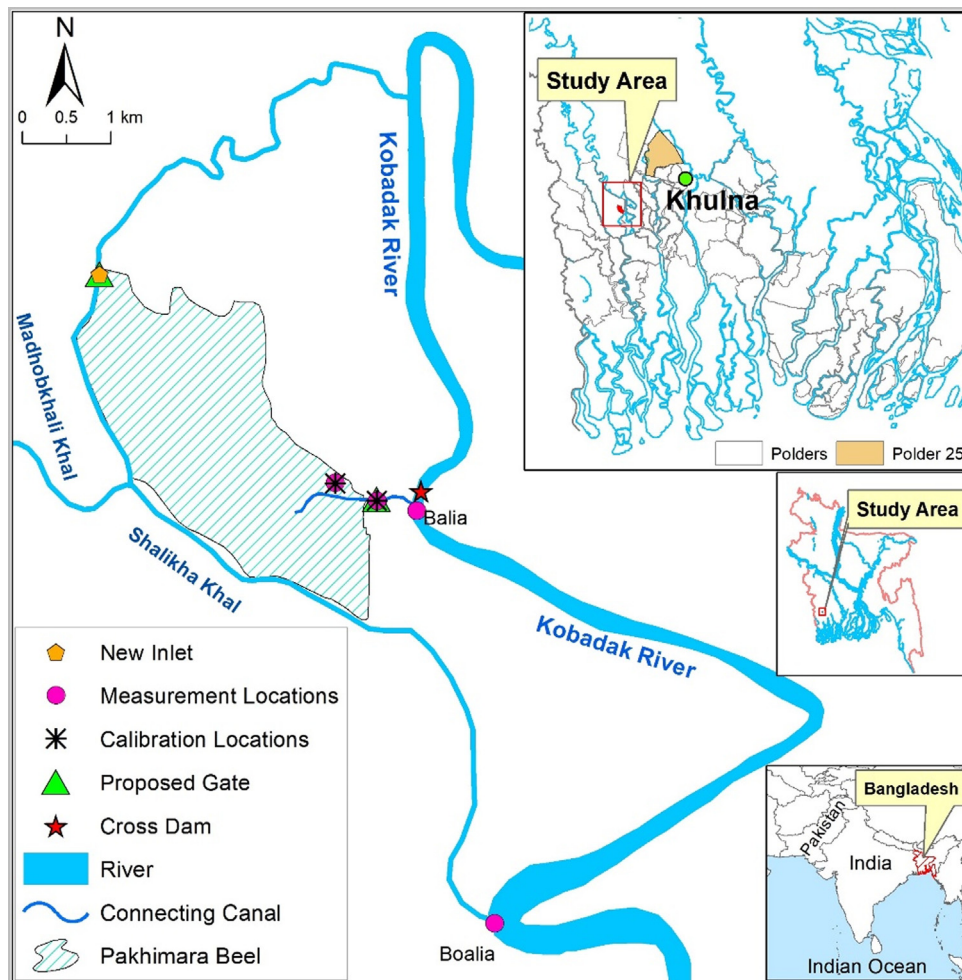 N
0 0.5 1 km
Kobadak River
Madhobkhali Khal
Shalikha Khal
Balia
Kobadak River
Boalia
New Inlet
Measurement Locations
Calibration Locations
Proposed Gate
Cross Dam
River
Connecting Canal
Pakhimara Beel
Study Area
Khulna
Polders
Polder 25
Study Area
Bangladesh
Pakistan
India
Indian Ocean